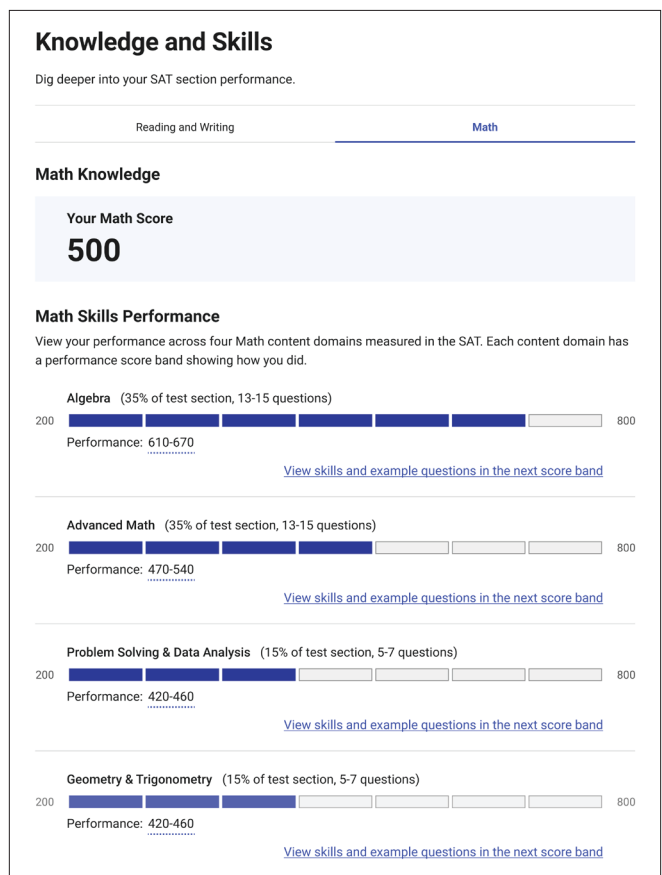 Knowledge and Skills
Dig deeper into your SAT section performance.
Reading and Writing
Math
Math Knowledge
Your Math Score
500
Math Skills Performance
View your performance across four Math content domains measured in the SAT. Each content domain has
a performance score band showing how you did.
Algebra (35% of test section, 13-15 questions)
200 800
Performance: 610-670
View skills and example questions in the next score band
Advanced Math (35% of test section, 13-15 questions)
200 800
Performance: 470-540
View skills and example questions in the next score band
Problem Solving & Data Analysis (15% of test section, 5-7 questions)
200 800
Performance: 420-460
View skills and example questions in the next score band
Geometry & Trigonometry (15% of test section, 5-7 questions)
200 800
Performance: 420-460
View skills and example questions in the next score band